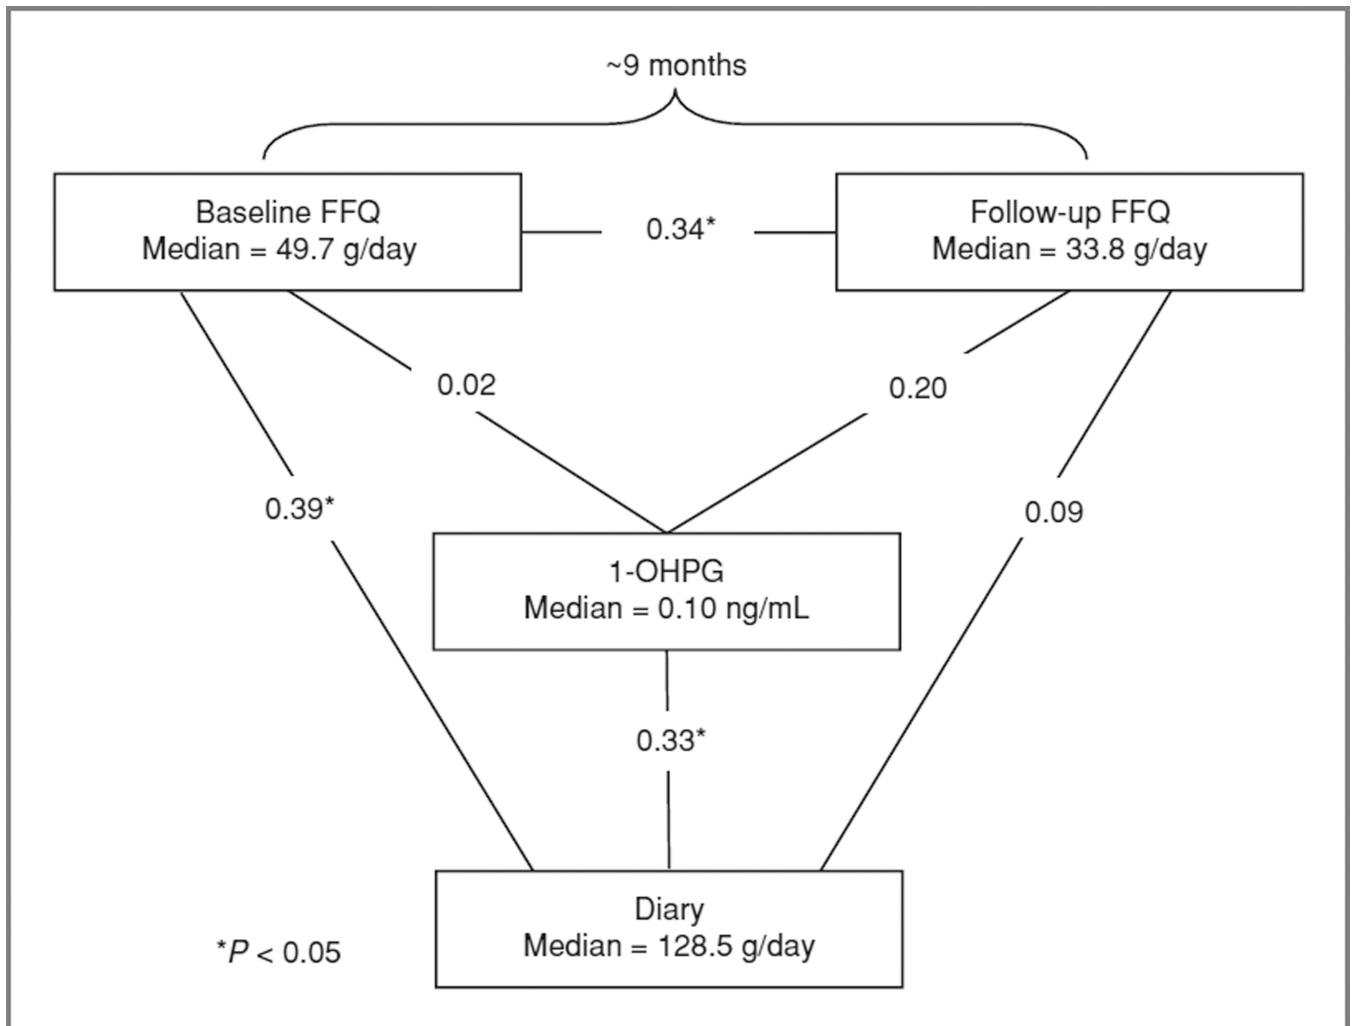 ~9 months
Baseline FFQ
Median = 49.7 g/day
0.34*
Follow-up FFQ
Median = 33.8 g/day
0.02
0.20
0.39*
0.09
1-OHPG
Median = 0.10 ng/mL
0.33*
Diary
Median = 128.5 g/day
*P < 0.05